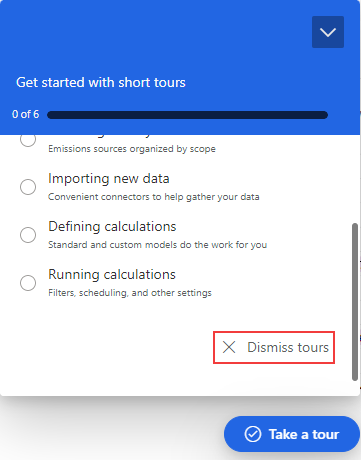 Get started with short tours
0 of 6
Emissions sources organized by scope
Importing new data
Convenient connectors to help gather your data
Defining calculations
Standard and custom models do the work for you
Running calculations
Filters, scheduling, and other settings
Dismiss tours
Take a tour